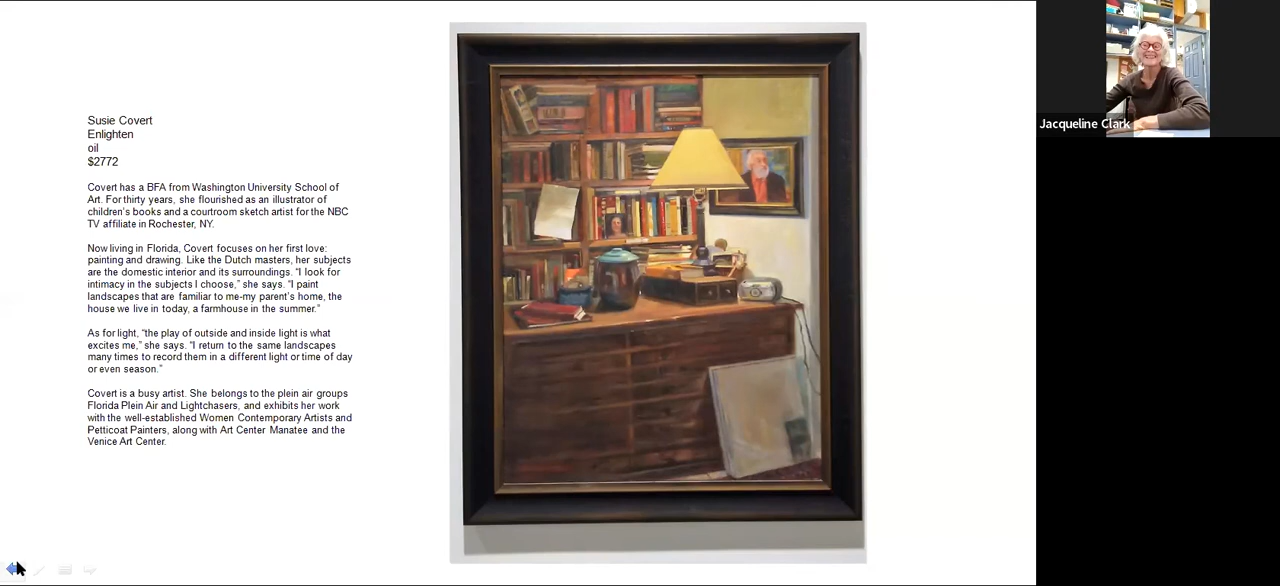 Susie Covert
Enlighten
oil
$2772
Covert has a BFA from Washington University School of
Art. For thirty years, she flourished as an illustrator of
children's books and a courtroom sketch artist for the NBC
TV affiliate in Rochester, NY.
Now living in Florida, Covert focuses on her first love:
painting and drawing. Like the Dutch masters, her subjects
are the domestic interior and its surroundings. “I look for
intimacy in the subjects I choose,” she says. “I paint
landscapes that are familiar to me-my parent’s home, the
house we live in today, a farmhouse in the summer.”
As for light, “the play of outside and inside light is what
excites me,” she says. “I return to the same landscapes
many times to record them in a different light or time of day
or even season.”
Covert is a busy artist. She belongs to the plein air groups
Florida Plein Air and Lightchasers, and exhibits her work
with the well-established Women Contemporary Artists and
Petticoat Painters, along with Art Center Manatee and the
Venice Art Center.
Jacqueline Clark